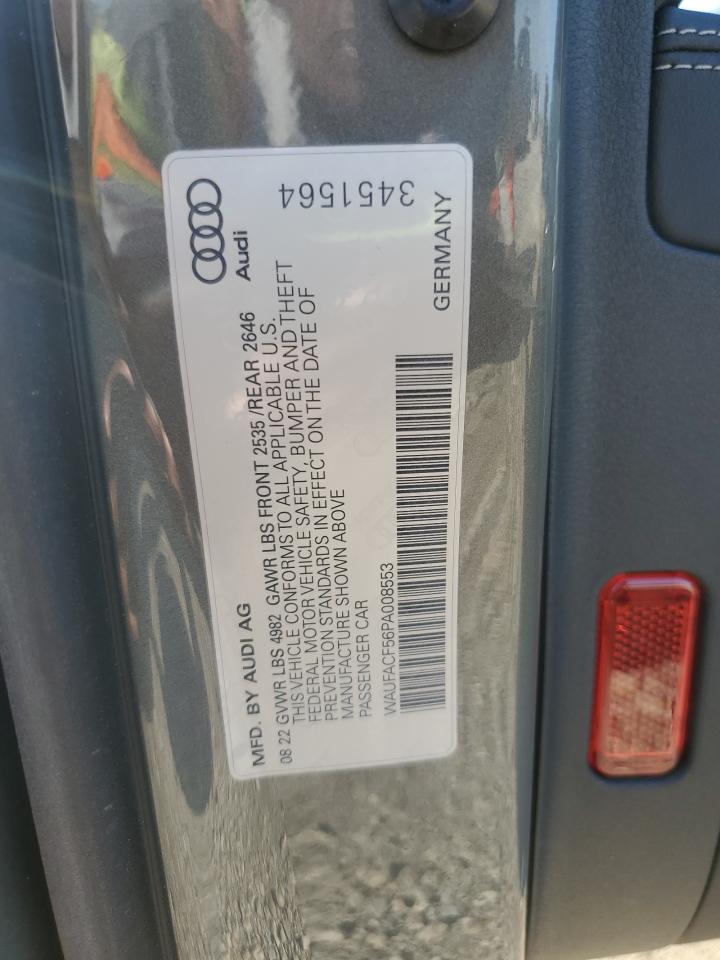 MFD. BY AUDI AG
Audi
08 22 GVWR LBS 4982 GAWR LBS FRONT 2535 /REAR 2646
THIS VEHICLE CONFORMS TO ALL APPLICABLE U.S.
FEDERAL MOTOR VEHICLE SAFETY, BUMPER AND THEFT
PREVENTION STANDARDS IN EFFECT ON THE DATE OF
MANUFACTURE SHOWN ABOVE
PASSENGER CAR
WAUFACF56PA008553
GERMANY
3451564